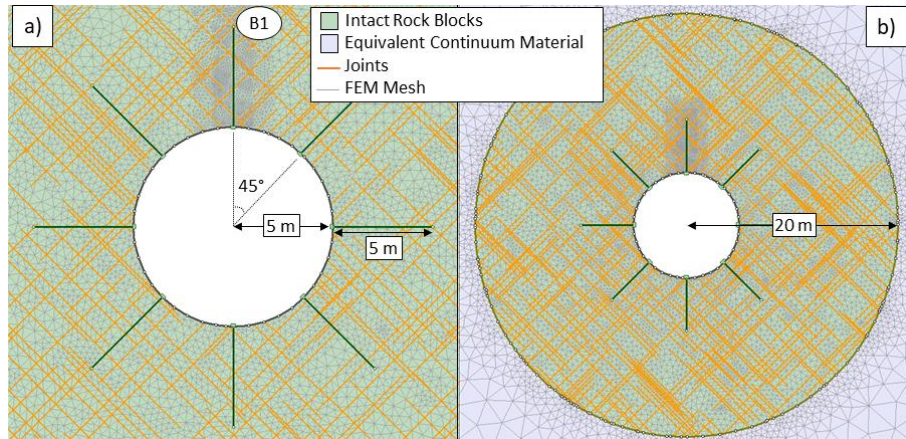 a)
B1
Intact Rock Blocks
Equivalent Continuum Material
Joints
FEM Mesh
b)
45°
5 m
5 m
20 m